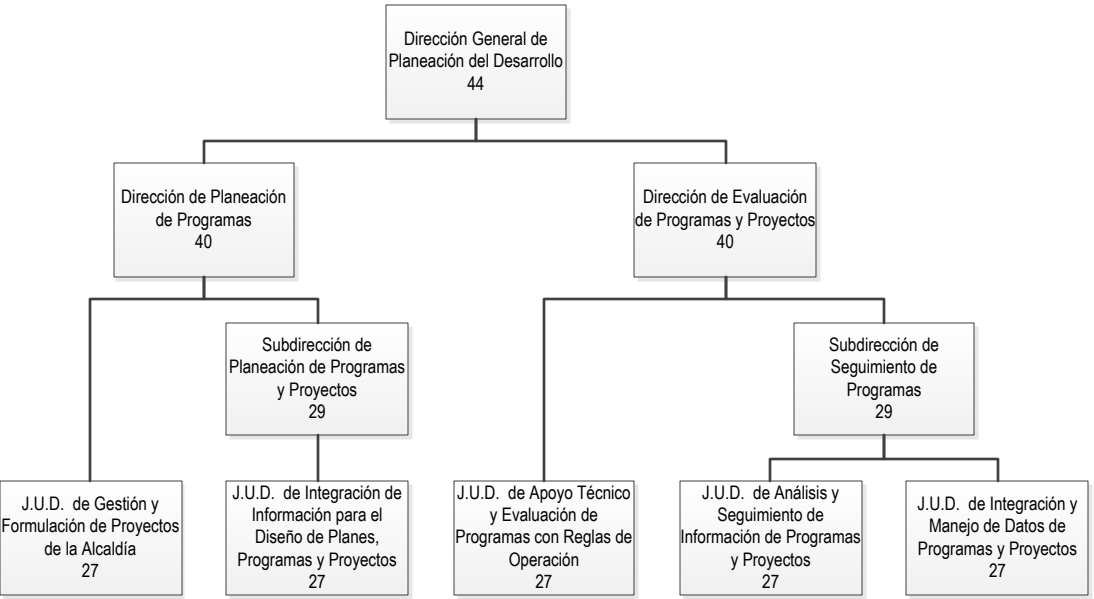 Dirección General de
Planeación del Desarrollo
44
Dirección de Planeación
de Programas
40
Dirección de Evaluación
de Programas y Proyectos
40
Subdirección de
Planeación de Programas
y Proyectos
29
Subdirección de
Seguimiento de
Programas
29
J.U.D. de Gestión y
Formulación de Proyectos
de la Alcaldía
27
J.U.D. de Integración de
Información para el
Diseño de Planes,
Programas y Proyectos
27
J.U.D. de Apoyo Técnico
y Evaluación de
Programas con Reglas de
Operación
27
J.U.D. de Análisis y
Seguimiento de
Información de Programas
y Proyectos
27
J.U.D. de Integración y
Manejo de Datos de
Programas y Proyectos
27